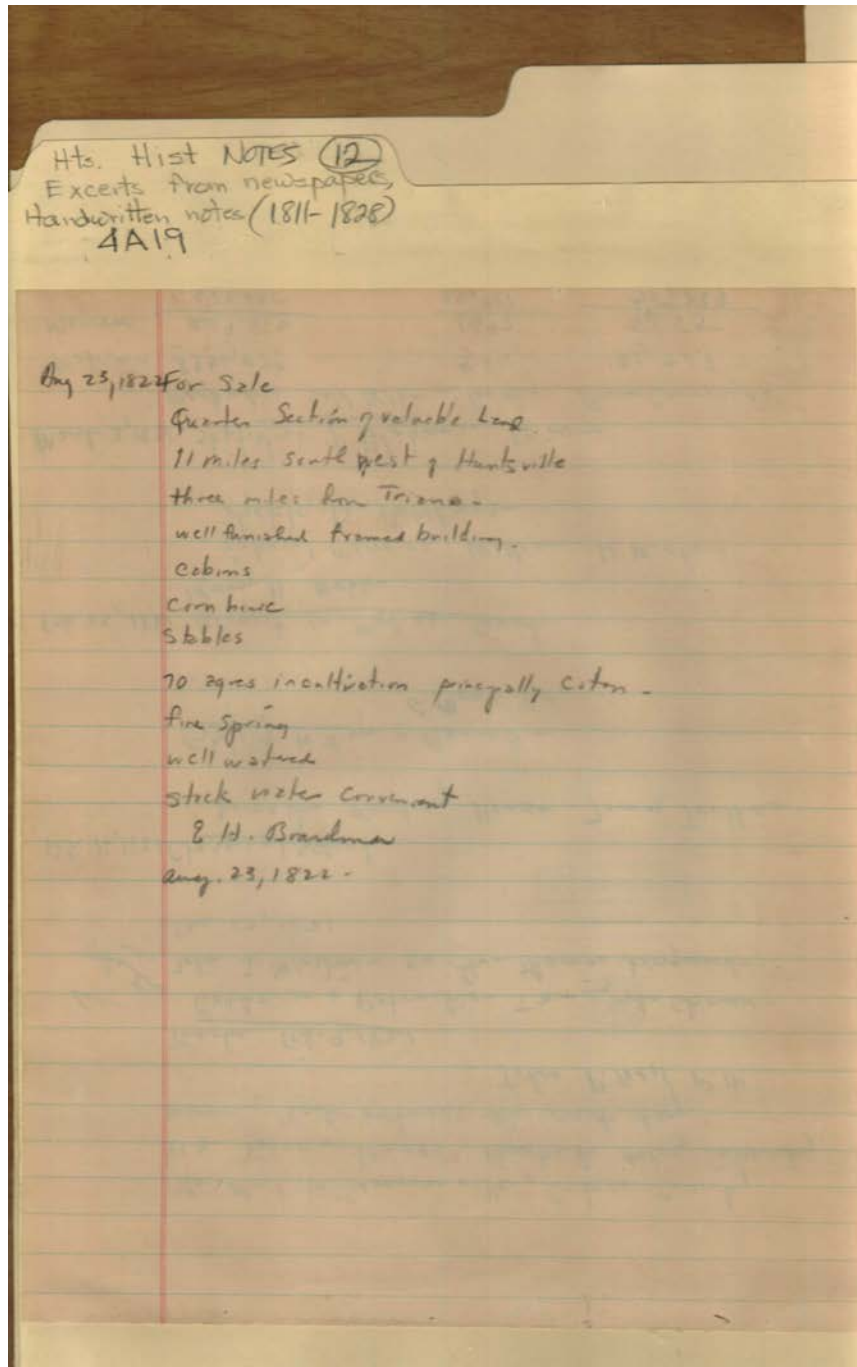 Hts. Hist NOTES 12
Excerts from newspapers,
Handwritten notes (1811-1828)
4A19
Aug 23, 1822 For Sale
Quarter Section of valuable Land.
11 miles south west of Huntsville
three miles from Triana.
well furnished framed building.
Cabins
Corn house
Stables
70 acres in cultivation principally Coton.
fine spring
well watered
stock water convenient
E H. Boardman
Aug. 23, 1822.